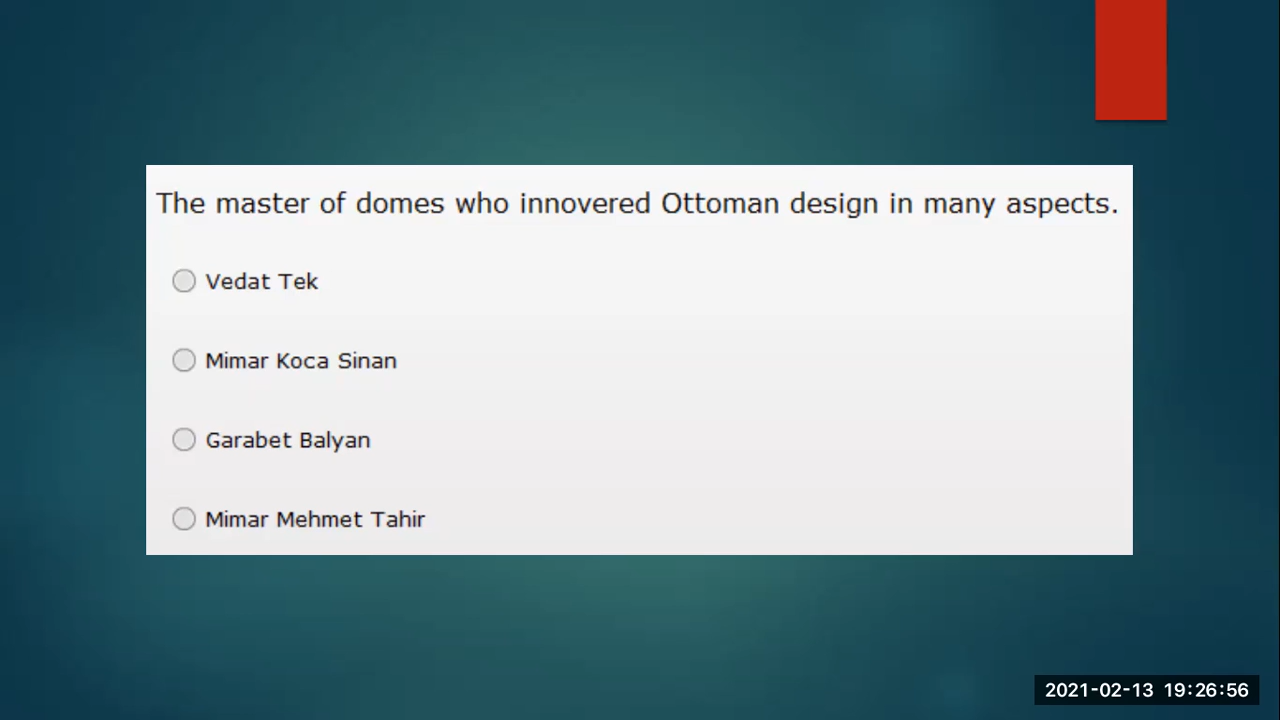 The master of domes who innovered Ottoman design in many aspects.
Vedat Tek
Mimar Koca Sinan
Garabet Balyan
Mimar Mehmet Tahir
2021-02-13 19:26:56